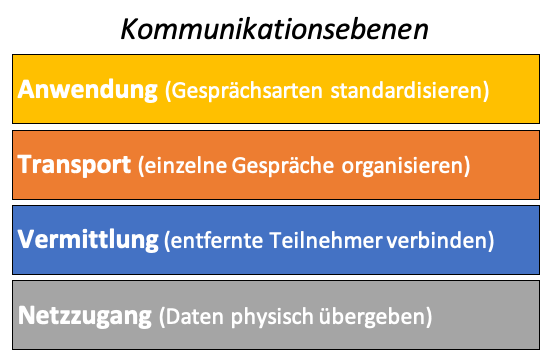 Kommunikationsebenen
Anwendung (Gesprächsarten standardisieren)
Transport (einzelne Gespräche organisieren)
Vermittlung (entfernte Teilnehmer verbinden)
Netzzugang (Daten physisch übergeben)